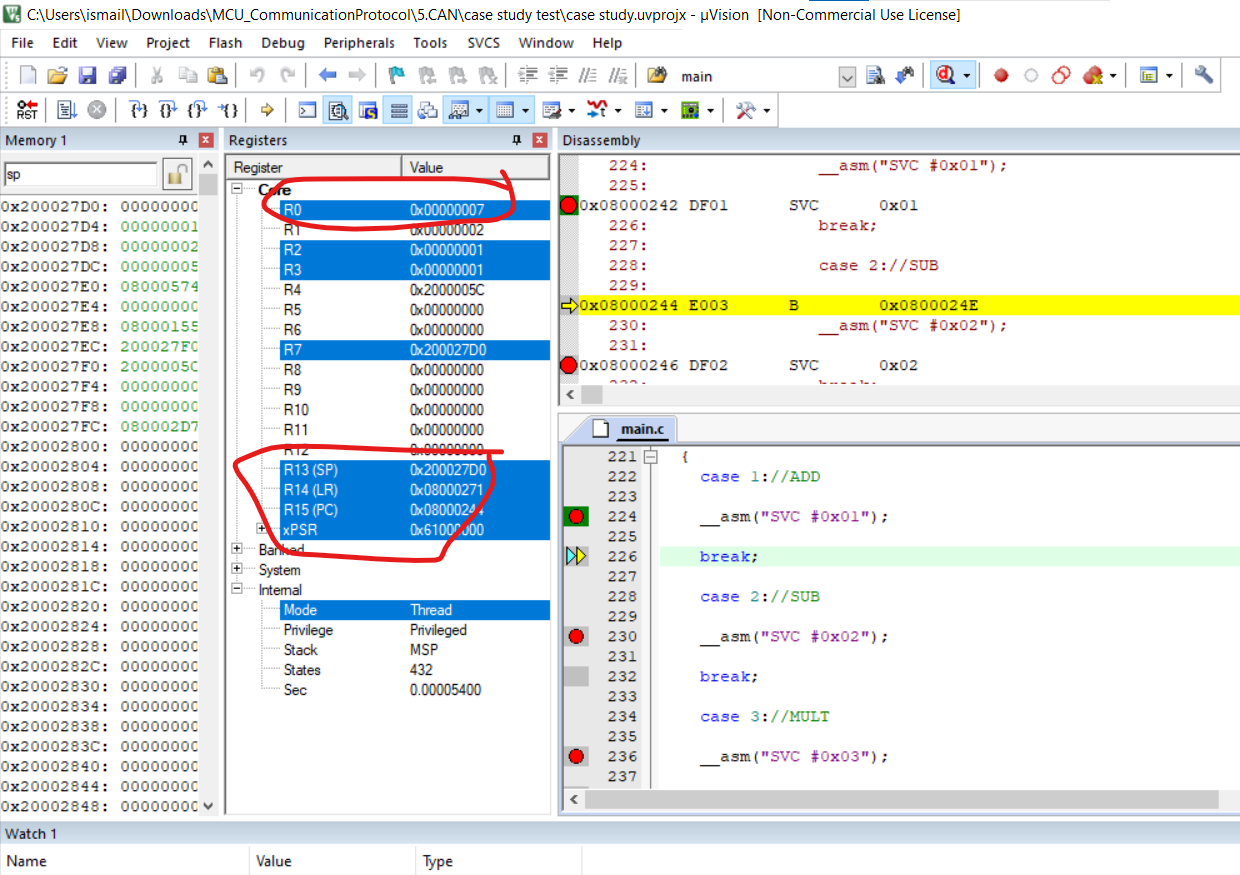 C:\Users\ismail\Downloads\MCU_CommunicationProtocol\5.CAN\case study test\case study.uvprojx - µVision [Non-Commercial Use License]
File Edit View Project Flash Debug Peripherals Tools SVCS Window Help
main
RST
Memory 1
sp
0x200027D0: 00000000
0x200027D4: 00000001
0x200027D8: 00000002
0x200027DC: 00000005
0x200027E0: 08000574
0x200027E4: 00000000
0x200027E8: 08000155
0x200027EC: 200027F0
0x200027F0: 2000005C
0x200027F4: 00000000
0x200027F8: 00000000
0x200027FC: 080002D7
0x20002800: 00000000
0x20002804: 00000000
0x20002808: 00000000
0x2000280C: 00000000
0x20002810: 00000000
0x20002814: 00000000
0x20002818: 00000000
0x2000281C: 00000000
0x20002820: 00000000
0x20002824: 00000000
0x20002828: 00000000
0x2000282C: 00000000
0x20002830: 00000000
0x20002834: 00000000
0x20002838: 00000000
0x2000283C: 00000000
0x20002840: 00000000
0x20002844: 00000000
0x20002848: 00000000
Registers
Register Value
Core
R0 0x00000007
R1 0x00000002
R2 0x00000001
R3 0x00000001
R4 0x2000005C
R5 0x00000000
R6 0x00000000
R7 0x200027D0
R8 0x00000000
R9 0x00000000
R10 0x00000000
R11 0x00000000
R12 0x00000000
R13 (SP) 0x200027D0
R14 (LR) 0x08000271
R15 (PC) 0x08000244
xPSR 0x61000000
Banked
System
Internal
Mode Thread
Privilege Privileged
Stack MSP
States 432
Sec 0.00005400
Disassembly
224: __asm("SVC #0x01");
225:
0x08000242 DF01 SVC 0x01
226: break;
227:
228: case 2://SUB
229:
0x08000244 E003 B 0x0800024E
230: __asm("SVC #0x02");
231:
0x08000246 DF02 SVC 0x02
232: break;
main.c
221 {
222 case 1://ADD
223
224 __asm("SVC #0x01");
225
226 break;
227
228 case 2://SUB
229
230 __asm("SVC #0x02");
231
232 break;
233
234 case 3://MULT
235
236 __asm("SVC #0x03");
237
Watch 1
Name Value Type